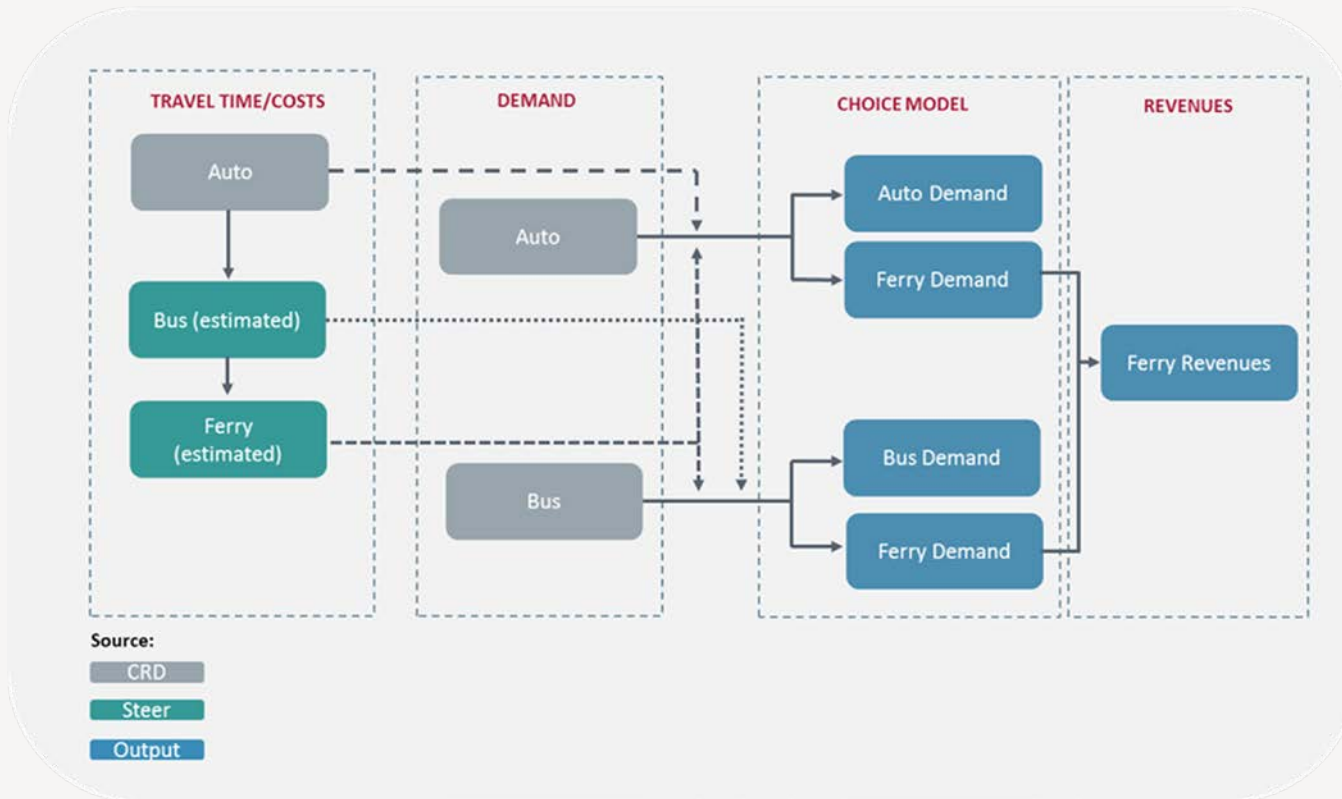 TRAVEL TIME/COSTS
Auto
Bus (estimated)
Ferry
(estimated)
DEMAND
Auto
Bus
CHOICE MODEL
Auto Demand
Ferry Demand
Bus Demand
Ferry Demand
REVENUES
Ferry Revenues
Source:
CRD
Steer
Output